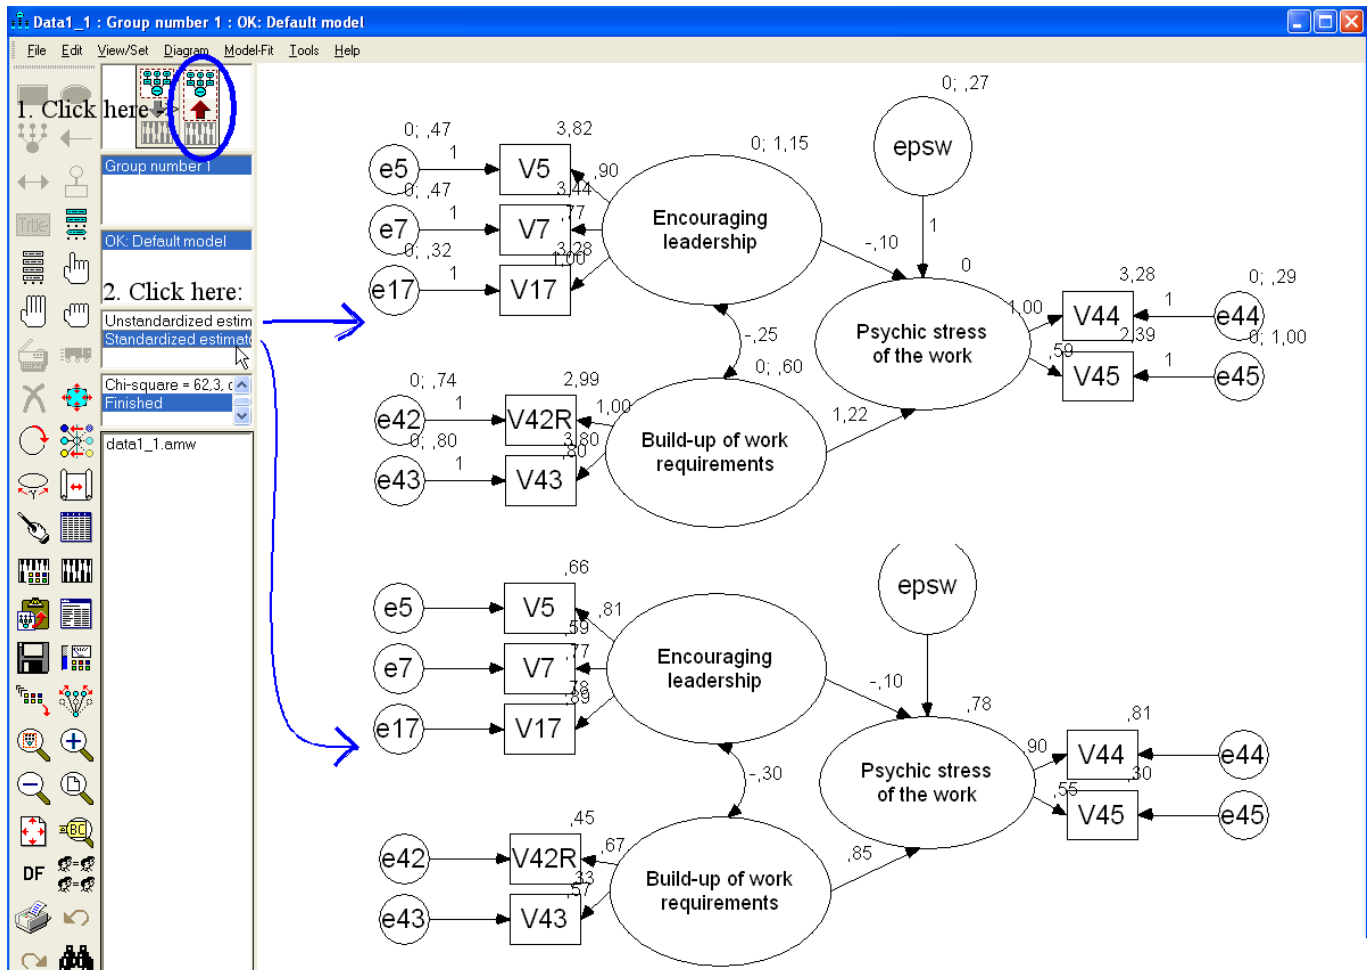 Data1_1 : Group number 1 : OK: Default model
File Edit View/Set Diagram Model-Fit Tools Help
1. Click here ->
Group number 1
OK: Default model
2. Click here:
Unstandardized estim
Standardized estimat
Chi-square = 62,3, c
Finished
data1_1.amw
Title
DF
0; ,27
epsw
1
0; ,47
1
3,82
e5
V5
,90
0; 1,15
0; ,47
1
3,44
e7
V7
,77
Encouraging
leadership
0; ,32
1
3,28
e17
V17
1,00
-,10
0
-,25
Psychic stress
of the work
1,00
3,28
0; ,29
V44
1
e44
,59
2,39
0; 1,00
V45
1
e45
0; ,74
1
2,99
e42
V42R
1,00
0; ,60
0; ,80
1
3,80
e43
V43
,80
Build-up of work
requirements
1,22
epsw
,66
e5
V5
,81
,59
e7
V7
,77
Encouraging
leadership
,78
e17
V17
,89
-,10
,78
-,30
Psychic stress
of the work
,90
,81
V44
e44
,55
,30
V45
e45
,45
e42
V42R
,67
,33
e43
V43
,57
Build-up of work
requirements
,85